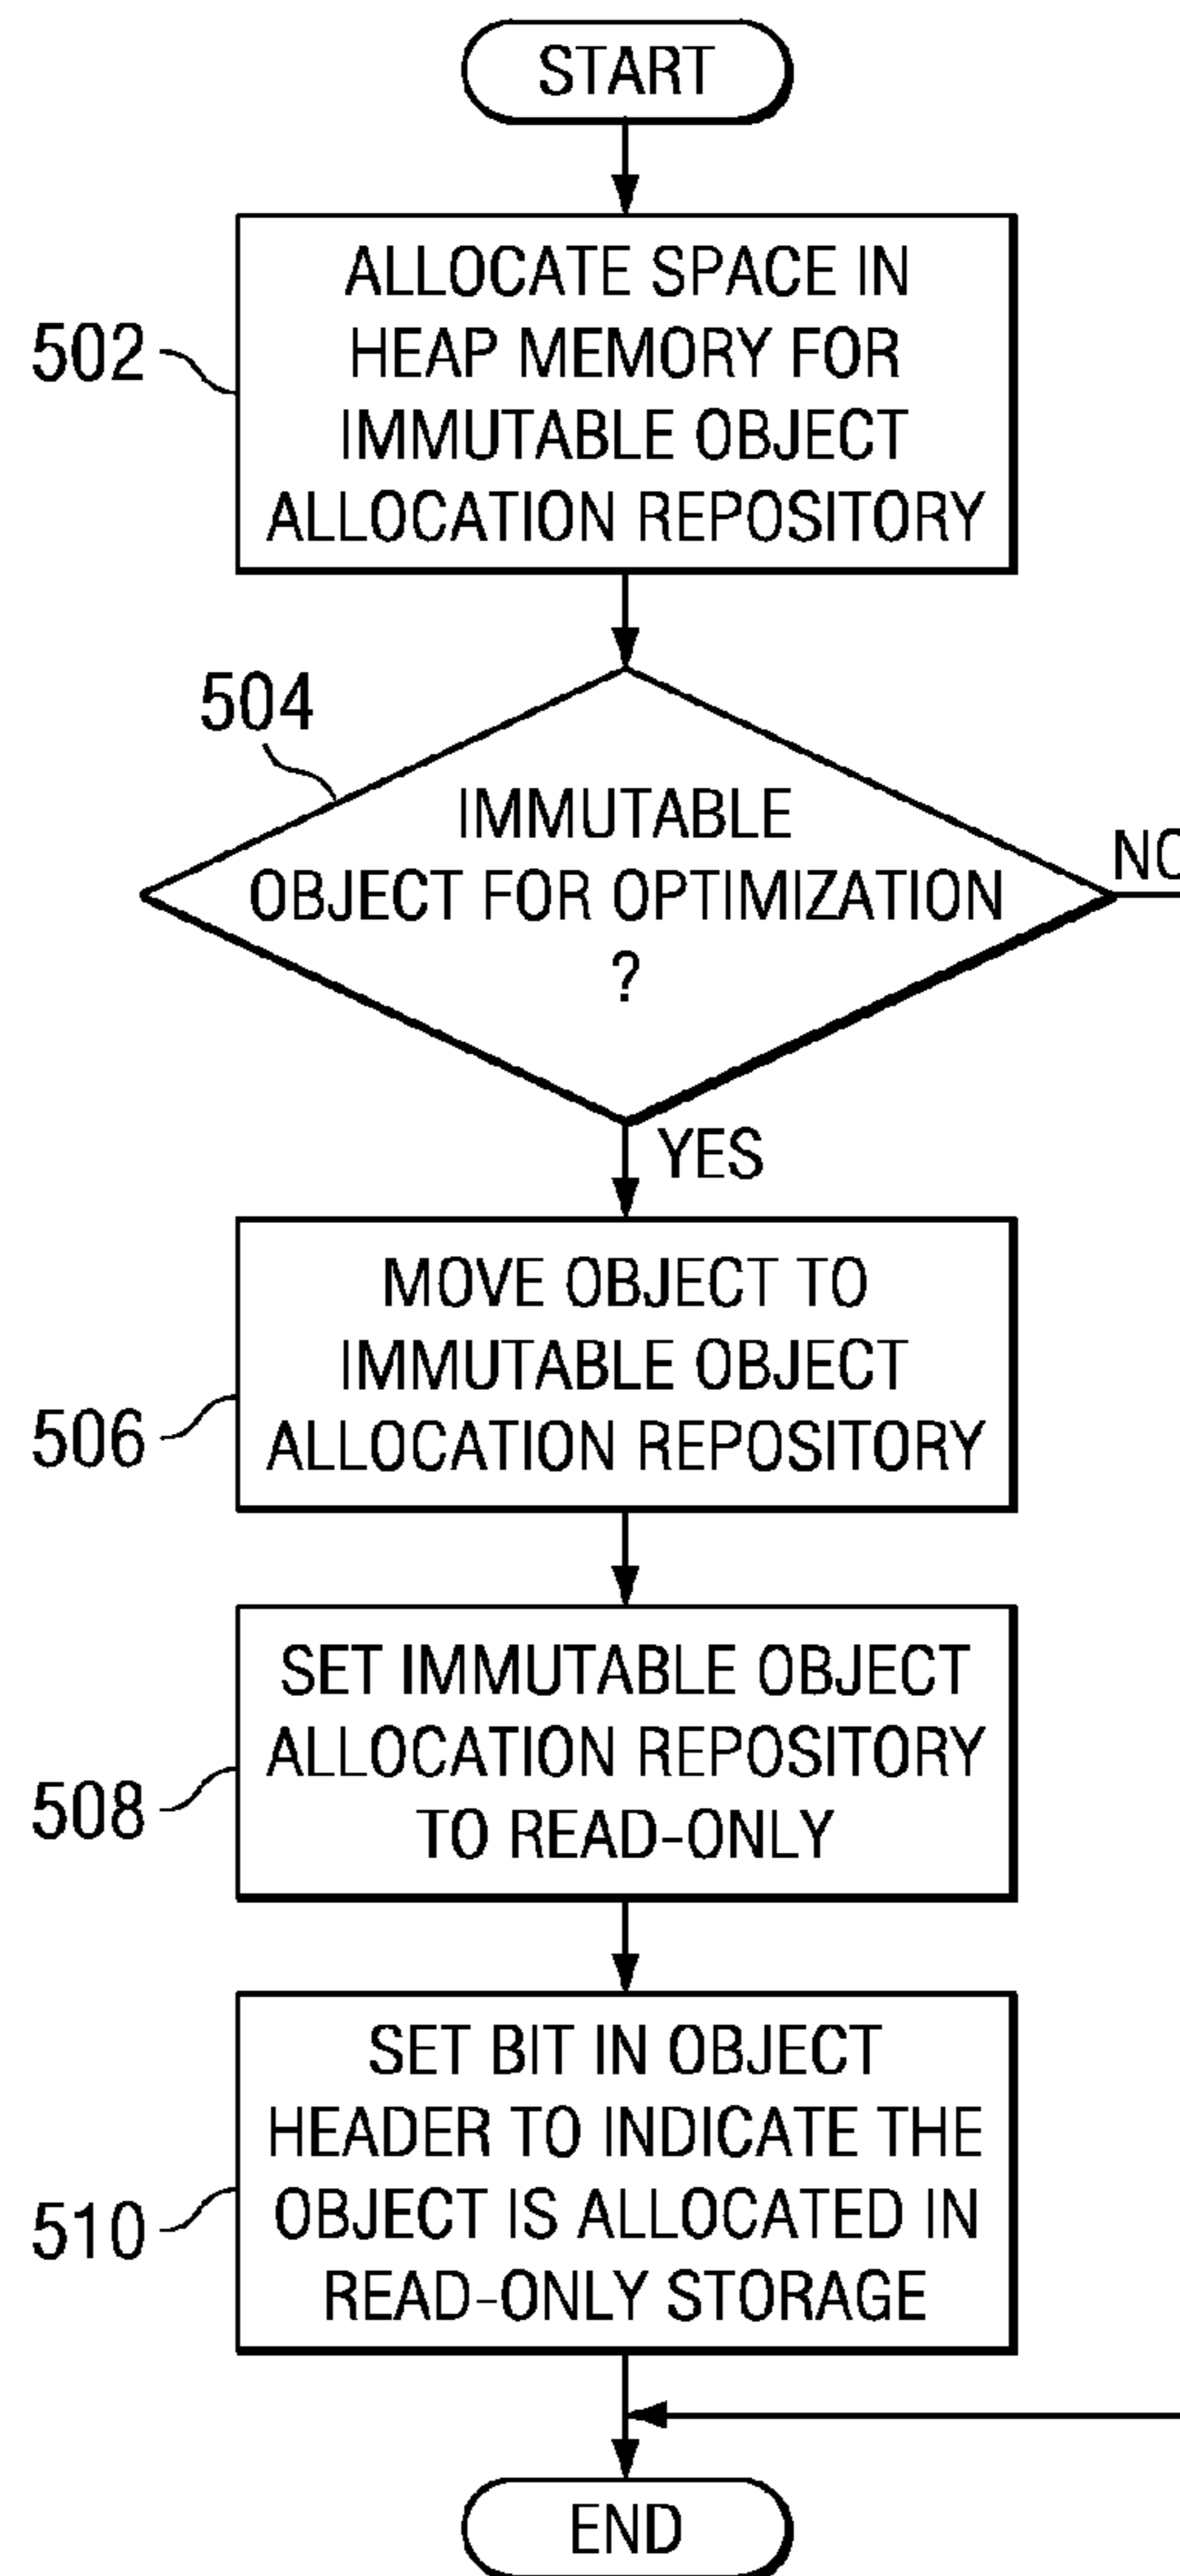 START
502
ALLOCATE SPACE IN
HEAP MEMORY FOR
IMMUTABLE OBJECT
ALLOCATION REPOSITORY
504
IMMUTABLE
OBJECT FOR OPTIMIZATION
?
NO
YES
506
MOVE OBJECT TO
IMMUTABLE OBJECT
ALLOCATION REPOSITORY
508
SET IMMUTABLE OBJECT
ALLOCATION REPOSITORY
TO READ-ONLY
510
SET BIT IN OBJECT
HEADER TO INDICATE THE
OBJECT IS ALLOCATED IN
READ-ONLY STORAGE
END